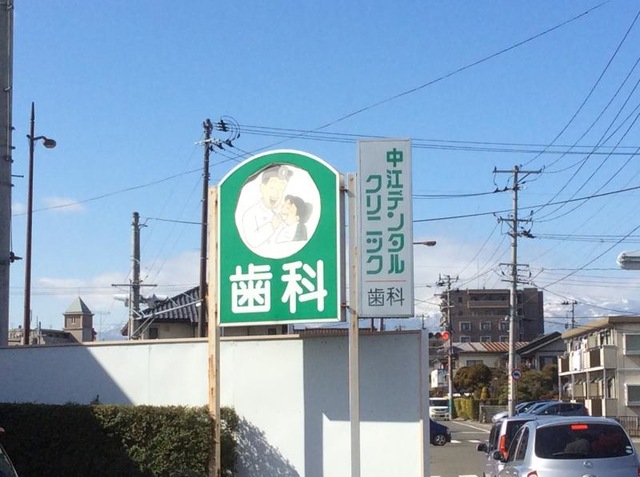 歯科
中江デンタル
クリニック
歯科